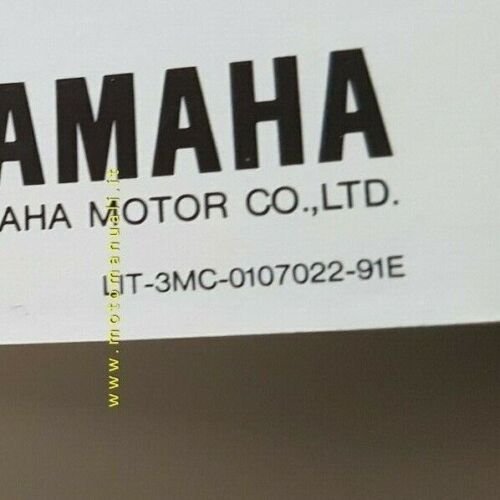 AMAHA
AHA MOTOR CO.,LTD.
LIT-3MC-0107022-91E
www.motomanuali.it